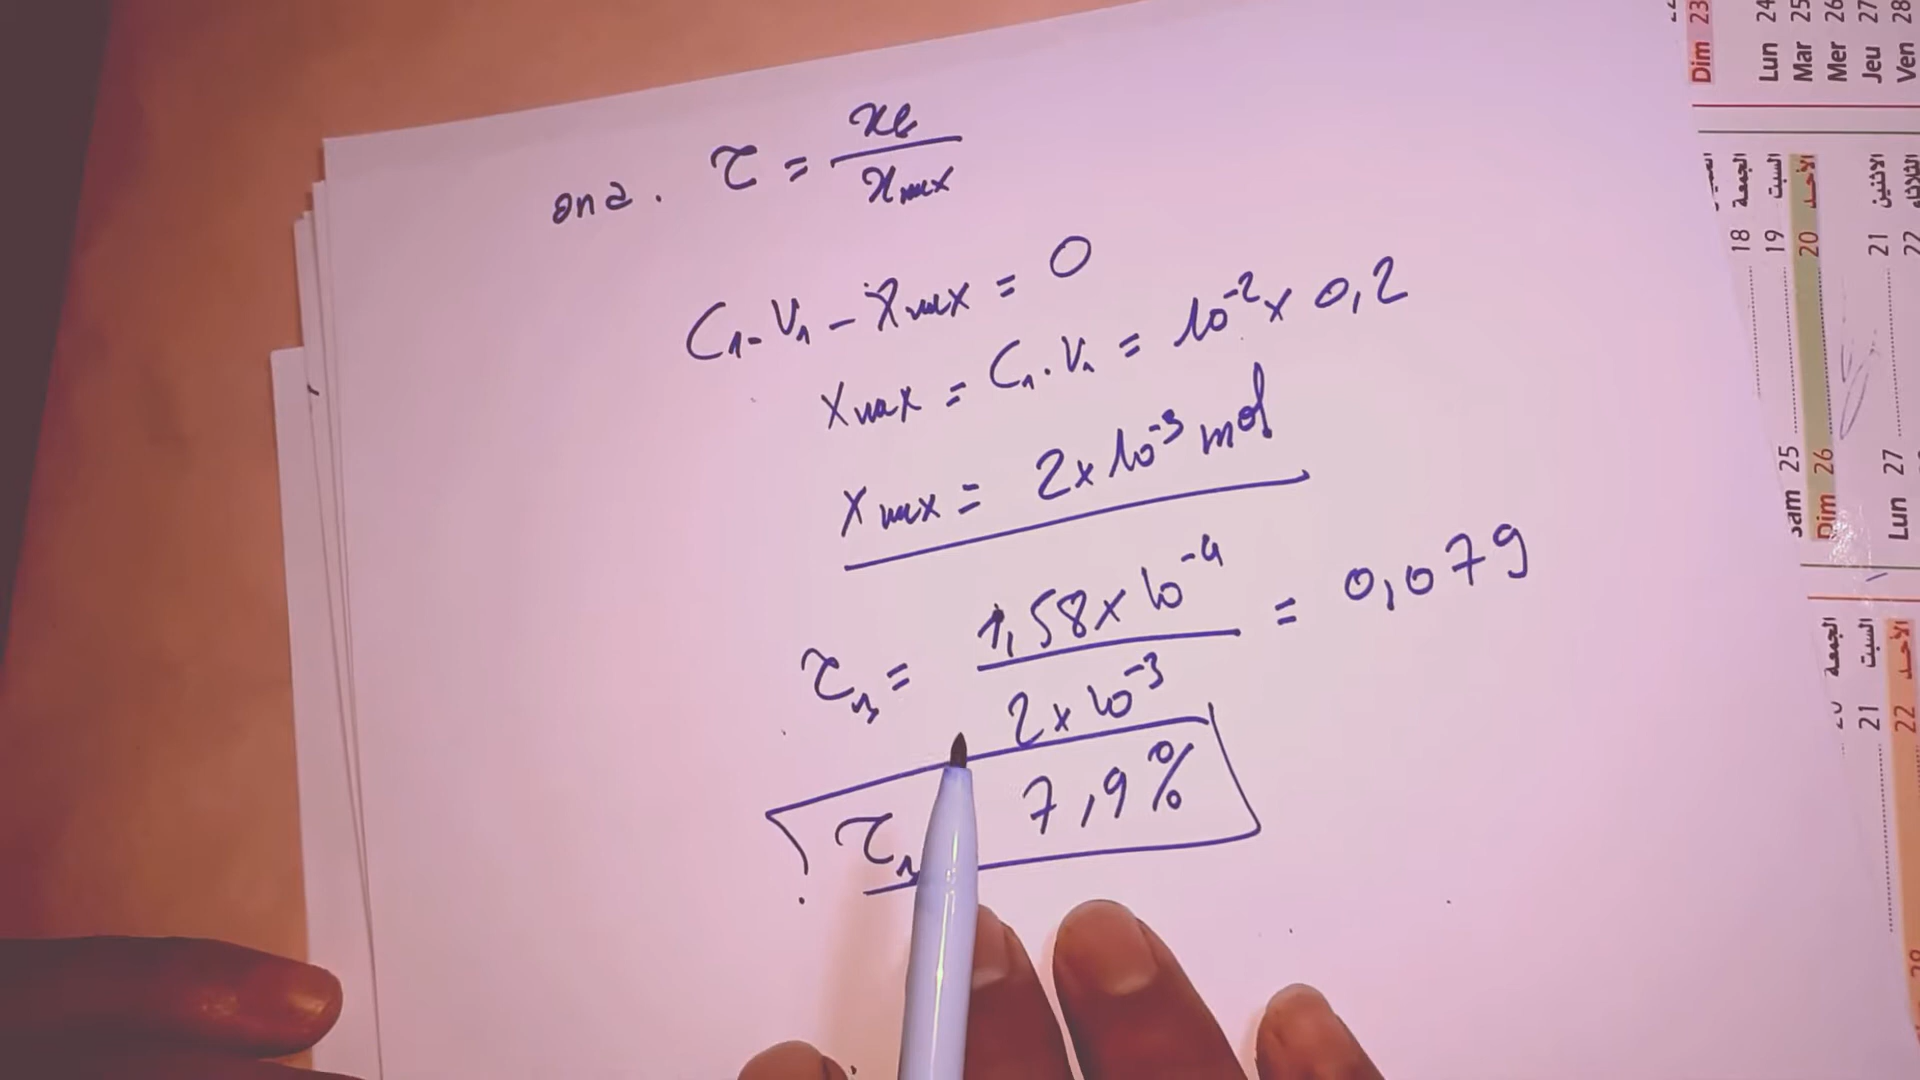 ona. τ = xf / xmax
C1.V1 - Xmax = 0
Xmax = C1.V1 = 10^-2 x 0,2
Xmax = 2x10^-3 mol
τ1 = 1,58x10^-4 / 2x10^-3 = 0,079
τ1 7,9%
Dim 23
Lun 24
Mar 25
Mer 26
Jeu 27
Ven 28
الجمعة 18
السبت 19
الأحد 20
الاثنين 21
الثلاثاء 22
Sam 25
Dim 26
Lun 27
الجمعة
السبت 21
الأحد 22